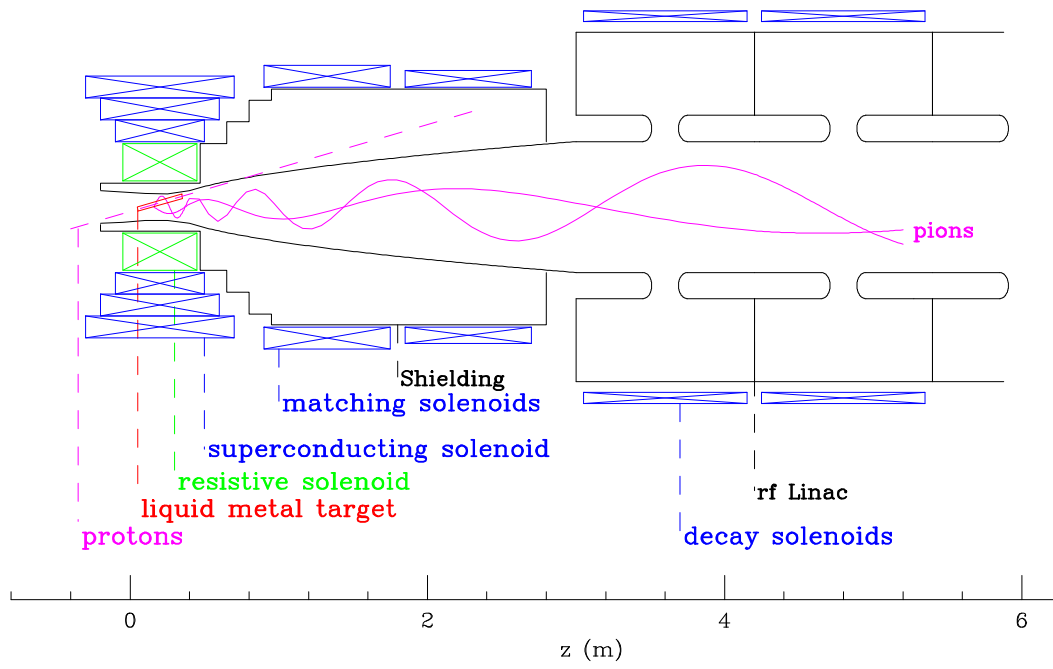 pions
Shielding
matching solenoids
superconducting solenoid
resistive solenoid
rf Linac
liquid metal target
protons
decay solenoids
0
2
4
6
z (m)